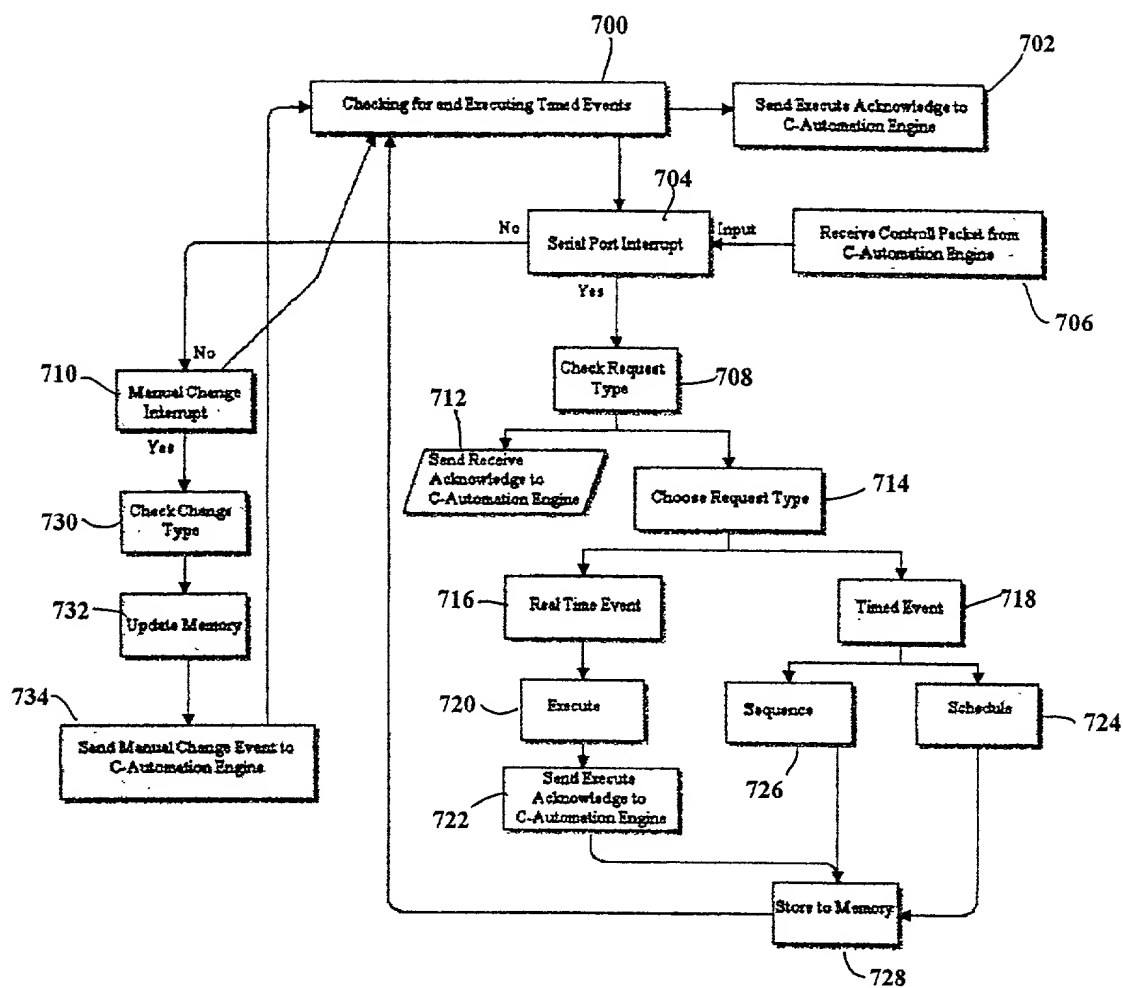 700
702
Checking for and Executing Timed Events
Send Execute Acknowledge to
C-Automation Engine
704
No
Serial Port Interrupt
Input
Receive Controll Packet from
C-Automation Engine
Yes
706
No
710
Manual Change
Interrupt
Check Request
Type
708
712
Yes
Send Receive
Acknowledge to
C-Automation Engine
Choose Request Type
714
730
Check Change
Type
716
Real Time Event
Timed Event
718
732
Update Memory
734
720
Execute
Sequence
Schedule
724
Send Manual Change Event to
C-Automation Engine
726
722
Send Execute
Acknowledge to
C-Automation Engine
Store to Memory
728